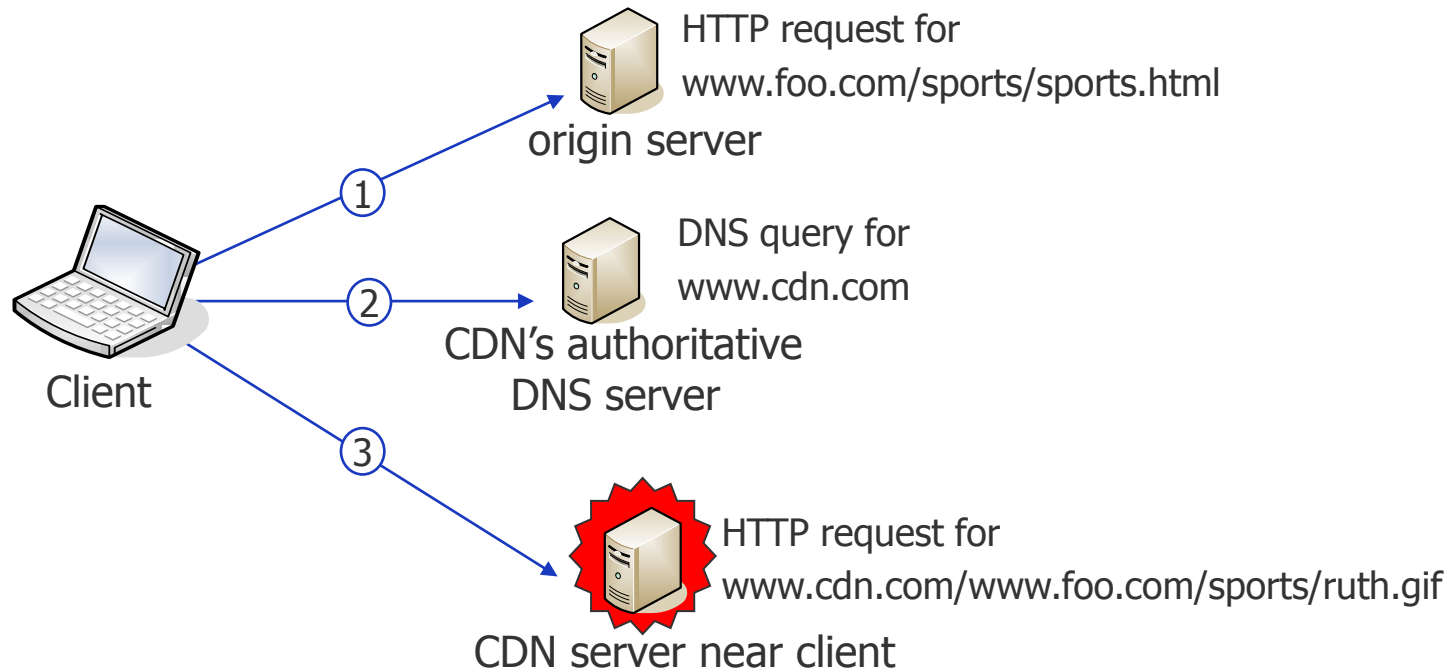 HTTP request for
www.foo.com/sports/sports.html
origin server
1
DNS query for
www.cdn.com
2
CDN's authoritative
DNS server
Client
3
HTTP request for
www.cdn.com/www.foo.com/sports/ruth.gif
CDN server near client